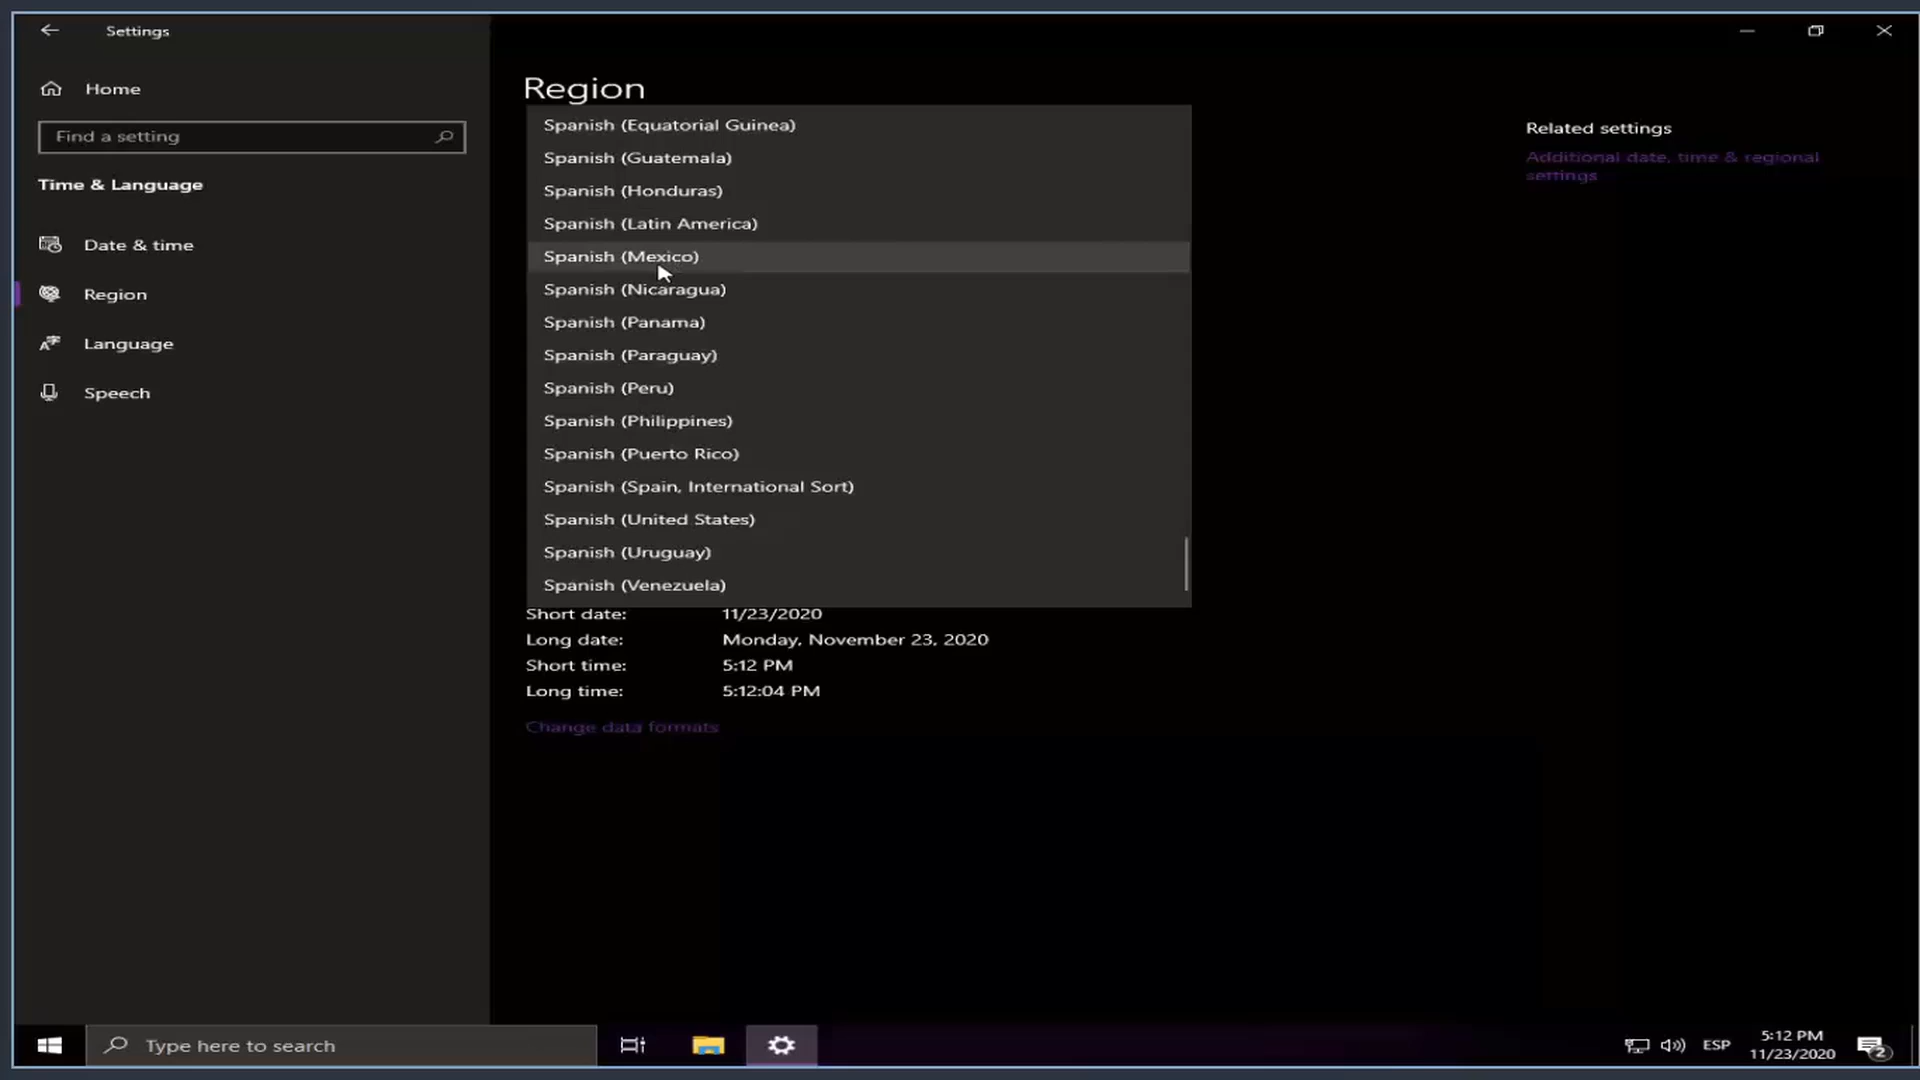 Settings
Home
Find a setting
Time & Language
Date & time
Region
Language
Speech
Region
Spanish (Equatorial Guinea)
Spanish (Guatemala)
Spanish (Honduras)
Spanish (Latin America)
Spanish (Mexico)
Spanish (Nicaragua)
Spanish (Panama)
Spanish (Paraguay)
Spanish (Peru)
Spanish (Philippines)
Spanish (Puerto Rico)
Spanish (Spain, International Sort)
Spanish (United States)
Spanish (Uruguay)
Spanish (Venezuela)
Short date: 11/23/2020
Long date: Monday, November 23, 2020
Short time: 5:12 PM
Long time: 5:12:04 PM
Change data formats
Related settings
Additional date, time & regional
settings
Type here to search
ESP
5:12 PM
11/23/2020
2